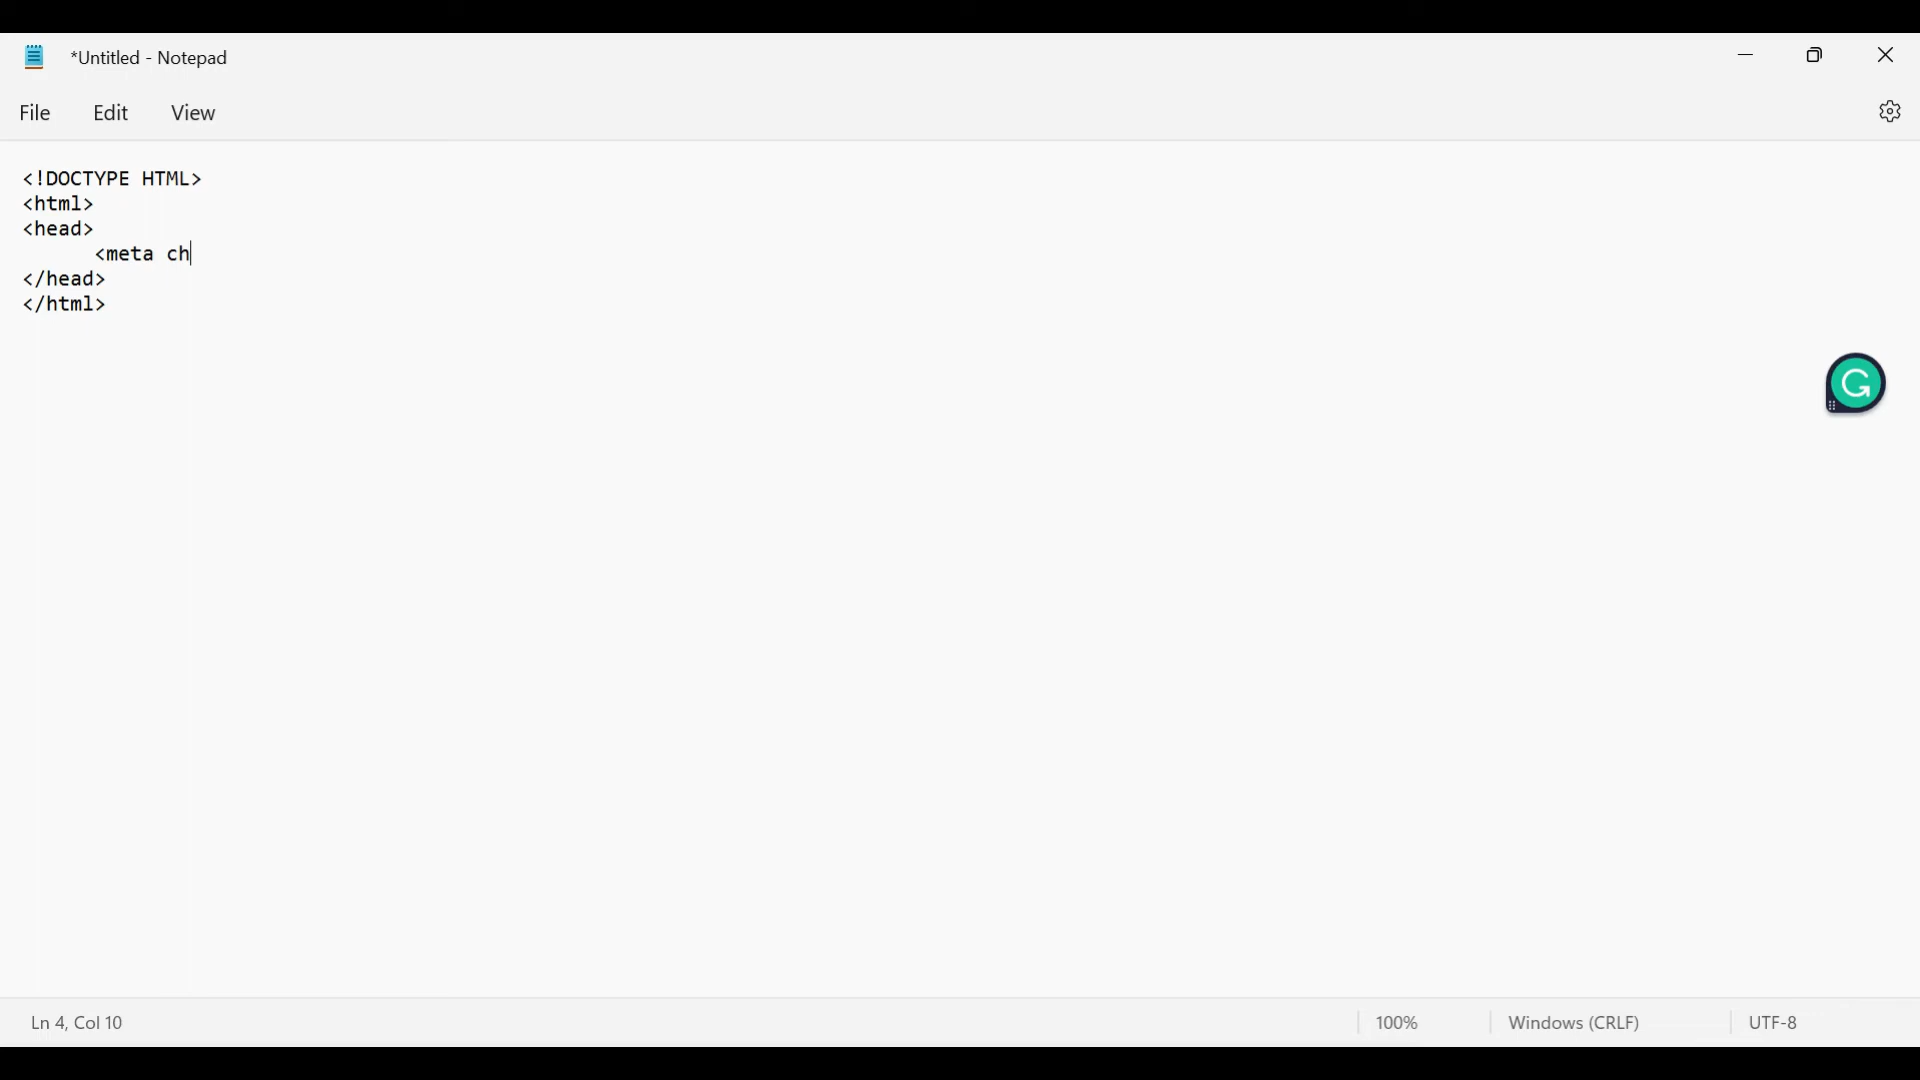 *Untitled - Notepad
File Edit View
<!DOCTYPE HTML>
<html>
<head>
<meta ch
</head>
</html>
Ln 4, Col 10 100% Windows (CRLF) UTF-8